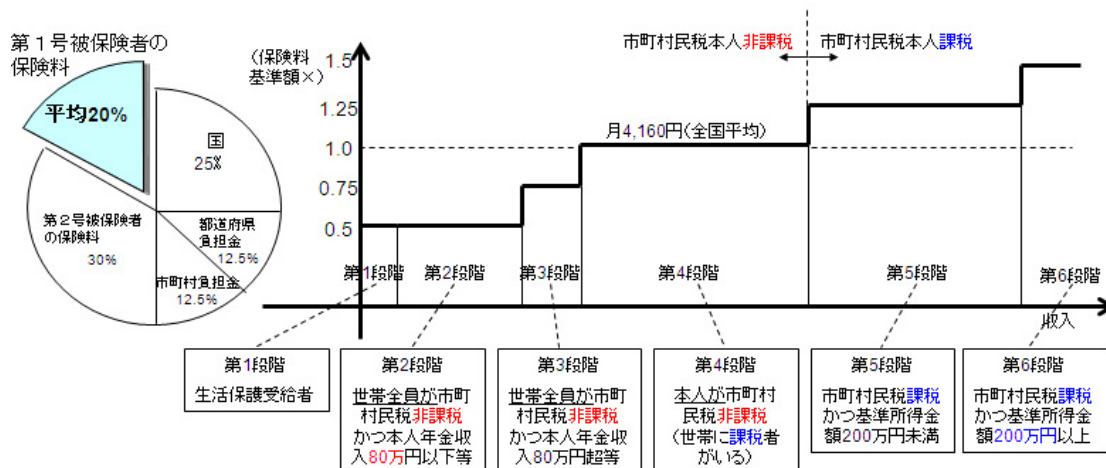 第１号被保険者の
保険料
平均20%
国
25%
都道府県
負担金
12.5%
市町村負担金
12.5%
第２号被保険者の
の保険料
30%
(保険料
基準額×)
1.5
1.25
1.0
0.75
0.5
市町村民税本人非課税
市町村民税本人課税
月4,160円(全国平均)
第1段階
第2段階
第3段階
第4段階
第5段階
第6段階
収入
第1段階
生活保護受給者
第2段階
世帯全員が市町
村民税非課税
かつ本人年金収
入80万円以下等
第3段階
世帯全員が市町
村民税非課税
かつ本人年金収
入80万円超等
第4段階
本人が市町村
民税非課税
(世帯に課税者
がいる)
第5段階
市町村民税課税
かつ基準所得金
額200万円未満
第6段階
市町村民税課税
かつ基準所得金
額200万円以上